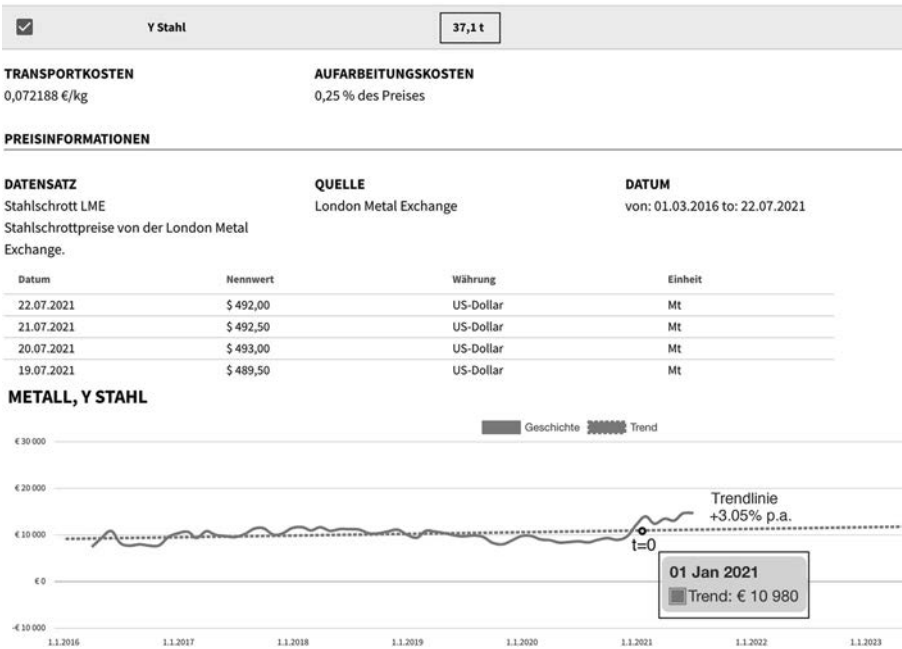 Y Stahl 37,1 t
TRANSPORTKOSTEN AUFARBEITUNGSKOSTEN
0,072188 €/kg 0,25 % des Preises
PREISINFORMATIONEN
DATENSATZ QUELLE DATUM
Stahlschrott LME London Metal Exchange von: 01.03.2016 to: 22.07.2021
Stahlschrottpreise von der London Metal
Exchange.
Datum Nennwert Währung Einheit
22.07.2021 $ 492,00 US-Dollar Mt
21.07.2021 $ 492,50 US-Dollar Mt
20.07.2021 $ 493,00 US-Dollar Mt
19.07.2021 $ 489,50 US-Dollar Mt
METALL, Y STAHL
Geschichte Trend
€ 30 000
€ 20 000
Trendlinie
+3.05% p.a.
€ 10 000
t=0
01 Jan 2021
Trend: € 10 980
€ 0
-€ 10 000
1.1.2016 1.1.2017 1.1.2018 1.1.2019 1.1.2020 1.1.2021 1.1.2022 1.1.2023